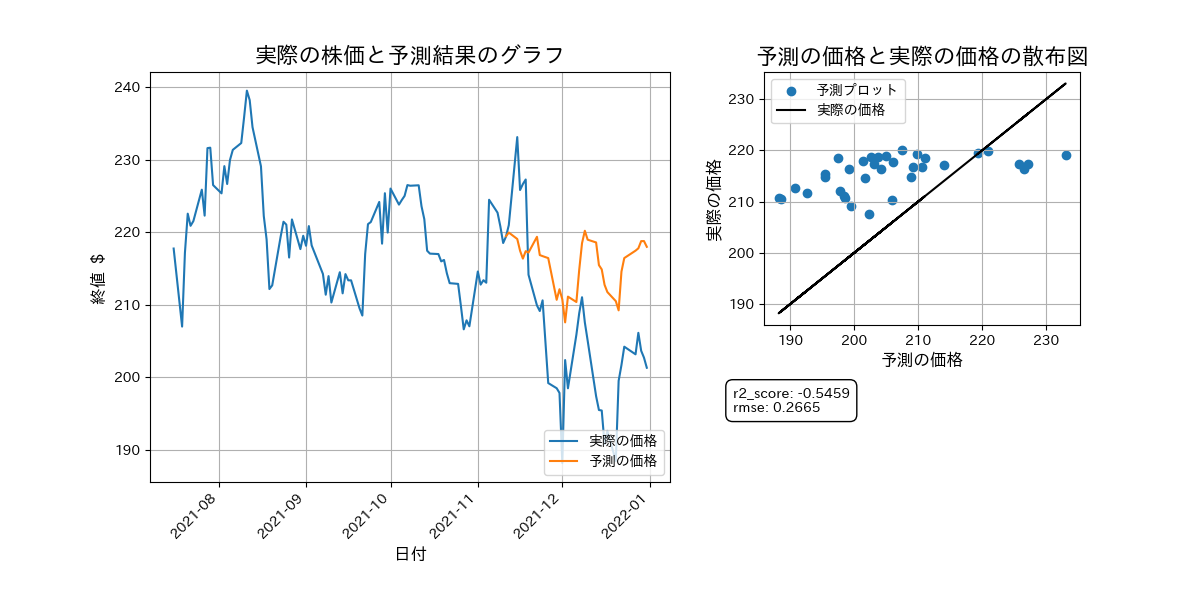 実際の株価と予測結果のグラフ
240
230
220
210
200
190
終値 $
2021-08
2021-09
2021-10
2021-11
2021-12
2022-01
日付
実際の価格
予測の価格
予測の価格と実際の価格の散布図
予測プロット
実際の価格
230
220
210
200
190
実際の価格
190
200
210
220
230
予測の価格
r2_score: -0.5459
rmse: 0.2665